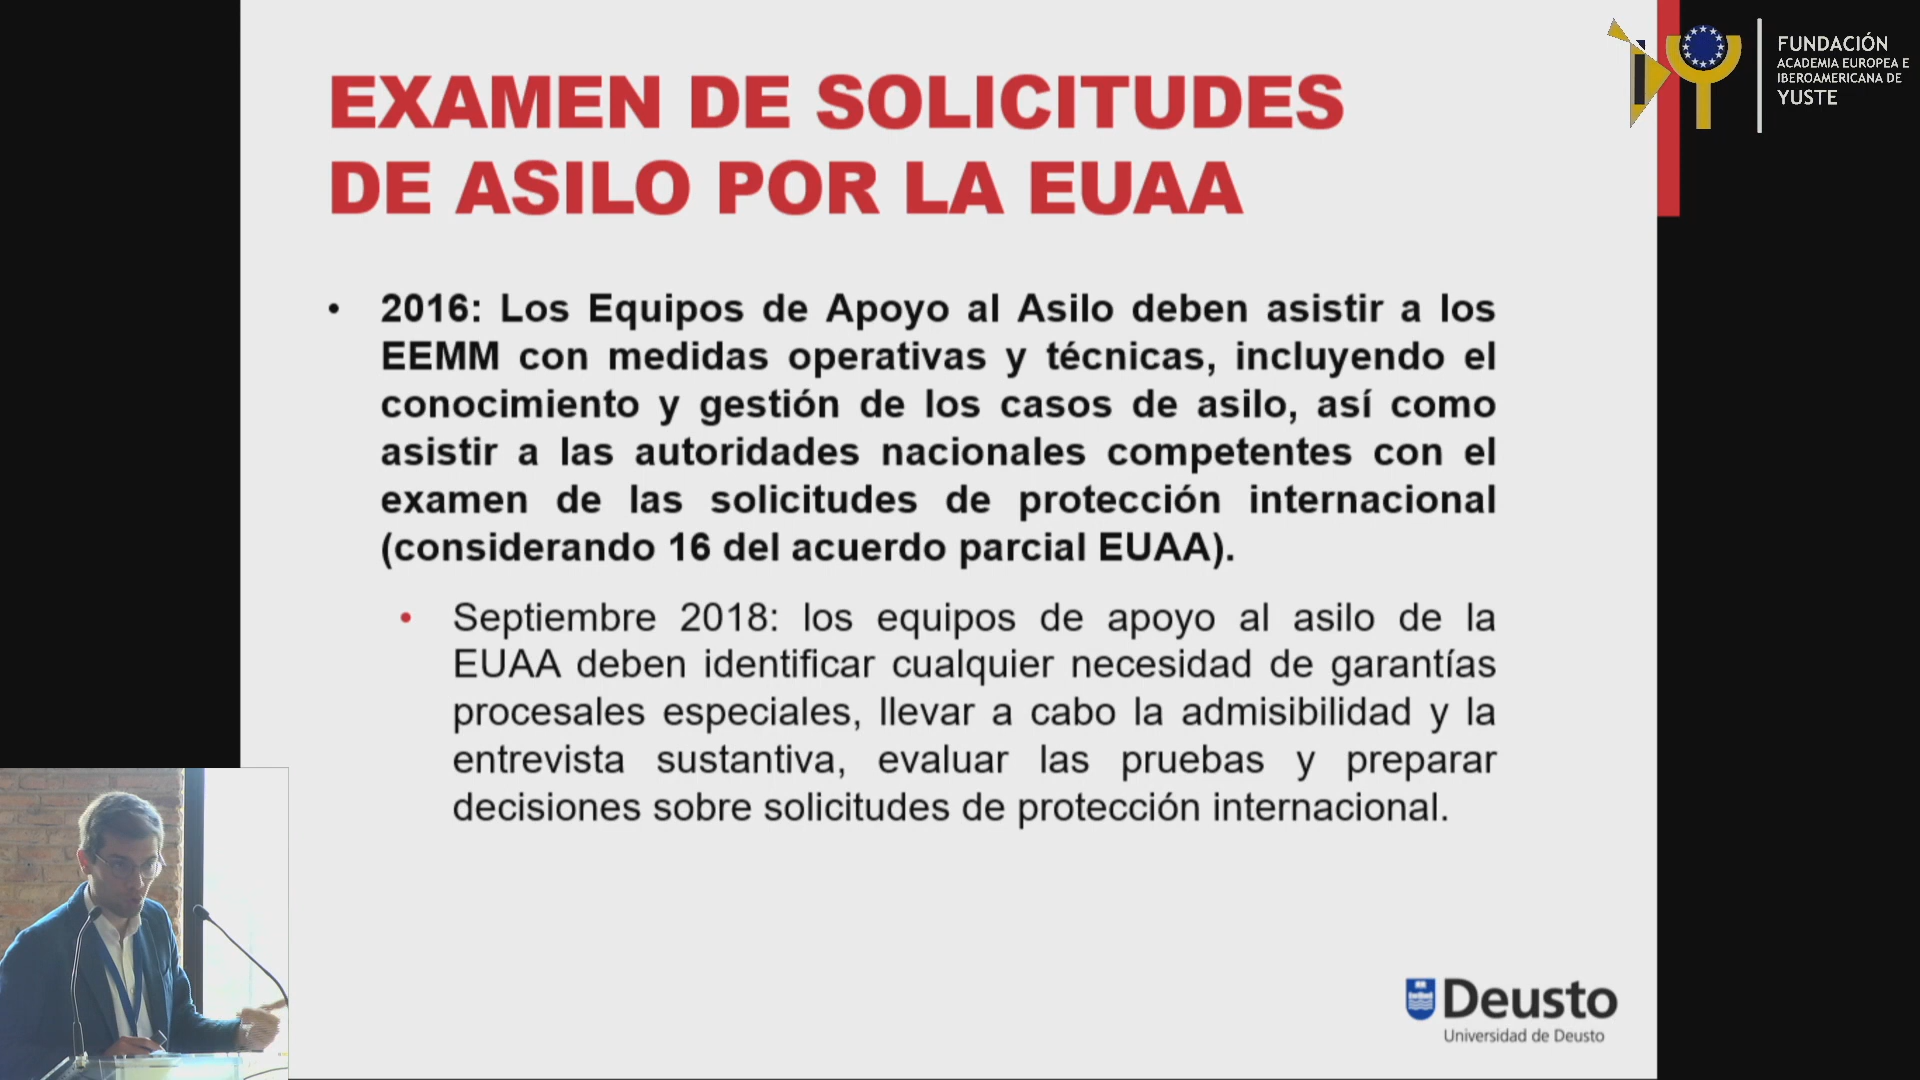 EXAMEN DE SOLICITUDES
DE ASILO POR LA EUAA
• 2016: Los Equipos de Apoyo al Asilo deben asistir a los
EEMM con medidas operativas y técnicas, incluyendo el
conocimiento y gestión de los casos de asilo, así como
asistir a las autoridades nacionales competentes con el
examen de las solicitudes de protección internacional
(considerando 16 del acuerdo parcial EUAA).
• Septiembre 2018: los equipos de apoyo al asilo de la
EUAA deben identificar cualquier necesidad de garantías
procesales especiales, llevar a cabo la admisibilidad y la
entrevista sustantiva, evaluar las pruebas y preparar
decisiones sobre solicitudes de protección internacional.
Deusto
Universidad de Deusto
FUNDACIÓN
ACADEMIA EUROPEA E
IBEROAMERICANA DE
YUSTE